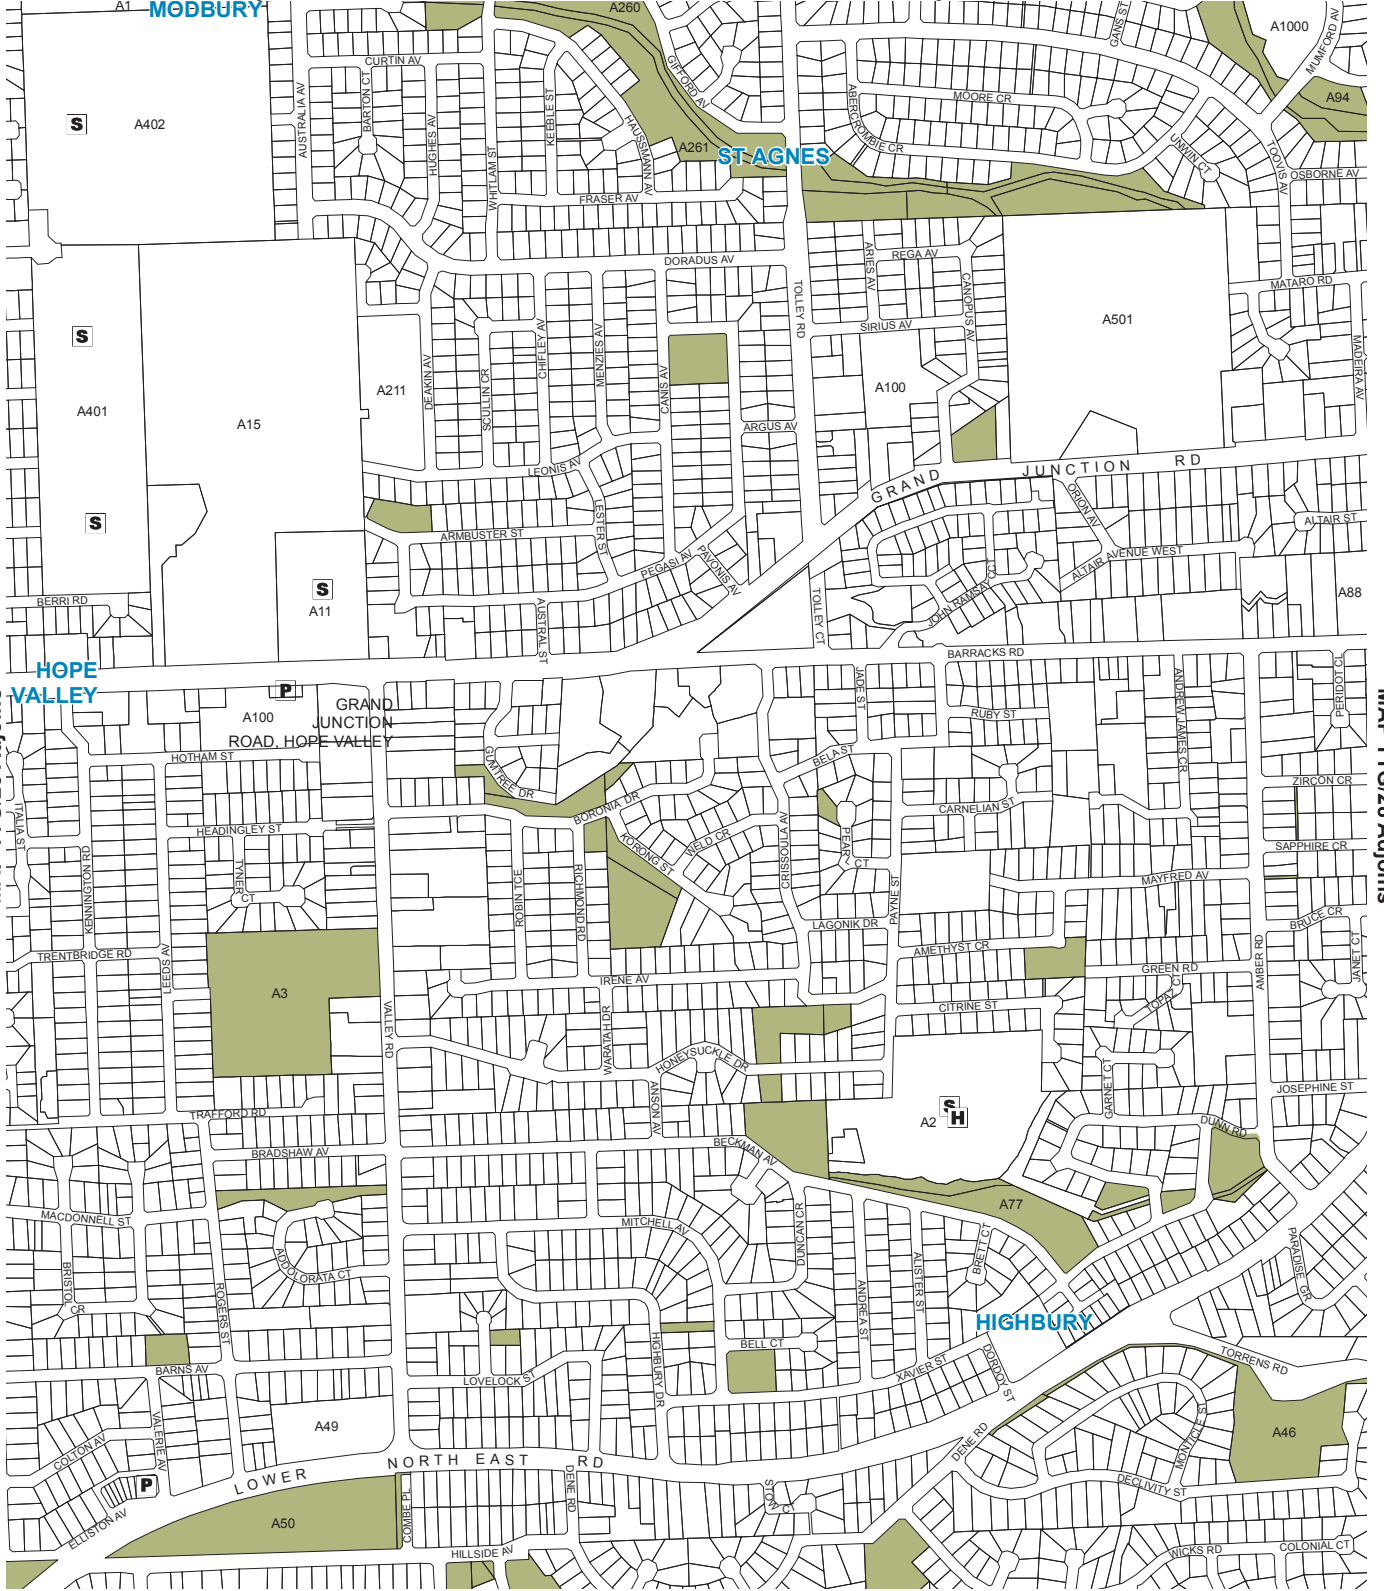 A1
MODBURY
A260
A1000
GANS ST
MUMFORD AV
CURTIN AV
GIFFORD AV
A94
MOORE CR
AUSTRALIA AV
BARTON CT
HUGHES AV
KEEBLE ST
HAUSSMANN AV
ABERCROMBIE CR
S
A402
A261
ST AGNES
UNWIN CT
TOOVIS AV
OSBORNE AV
WHITLAM ST
FRASER AV
DORADUS AV
ARIES AV
REGA AV
CANOPUS AV
MATARO RD
TOLLEY RD
SIRIUS AV
A501
S
CHIFLEY AV
MENZIES AV
MADEIRA AV
DEAKIN AV
SCULLIN CR
CANIS AV
A211
A100
A401
A15
ARGUS AV
LEONIS AV
GRAND JUNCTION RD
ORION AV
LESTER S
ALTAIR ST
S
ARMBUSTER ST
PEGASI AV
PAVONIS AV
ALTAIR AVENUE WEST
S
A11
A88
BERRI RD
AUSTRAL ST
TOLLEY CT
JOHN RAMSAY CCT
BARRACKS RD
HOPE
VALLEY
P
A100
GRAND
JUNCTION
ROAD, HOPE VALLEY
JADE ST
RUBY ST
ANDREW JAMES CR
PERIDOT CL
HOTHAM ST
GUMTREE DR
BELA ST
ZIRCON CR
ITALIA ST
BORONIA DR
CARNELIAN ST
HEADINGLEY ST
KORONG ST
WELD CR
CRISSOULA AV
PEARL CT
SAPPHIRE CR
KENNINGTON RD
TYNER CT
ROBIN TCE
RICHMOND RD
MAYFRED AV
PAYNE ST
BRUCE CR
LAGONIK DR
TRENTBRIDGE RD
LEEDS AV
AMETHYST CR
AMBER RD
JANET CT
GREEN RD
IRENE AV
A3
TOPAZ CT
CITRINE ST
VALLEY RD
WARATAH DR
HONEYSUCKLE DR
GARNET CT
JOSEPHINE ST
ANSON AV
TRAFFORD RD
S
H
A2
DUNN RD
BRADSHAW AV
BECKMAN AV
MACDONNELL ST
A77
MITCHELL AV
DUNCAN CR
BRETT CT
PARADISE GR
BRISTOL CR
ADDOLORATA CT
ROGERS ST
ANDREA ST
ALISTER ST
HIGHBURY
HIGHBURY DR
BELL CT
DORDOY ST
TORRENS RD
BARNS AV
LOVELOCK ST
XAVIER ST
VALERIE AV
A49
MONTICLE S
A46
COLTON AV
DENE RD
LOWER NORTH EAST RD
P
DECLIVITY ST
DENE RD
STOW CT
ELLISTON AV
A50
COMBE PL
HILLSIDE AV
WICKS RD
COLONIAL CT